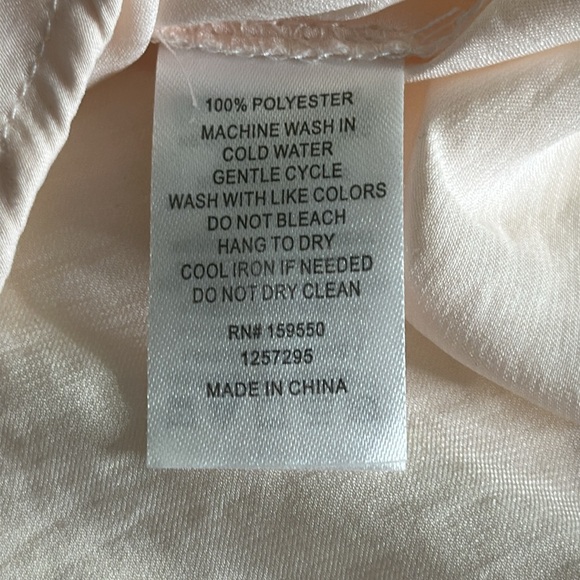 100% POLYESTER
MACHINE WASH IN
COLD WATER
GENTLE CYCLE
WASH WITH LIKE COLORS
DO NOT BLEACH
HANG TO DRY
COOL IRON IF NEEDED
DO NOT DRY CLEAN
RN# 159550
1257295
MADE IN CHINA